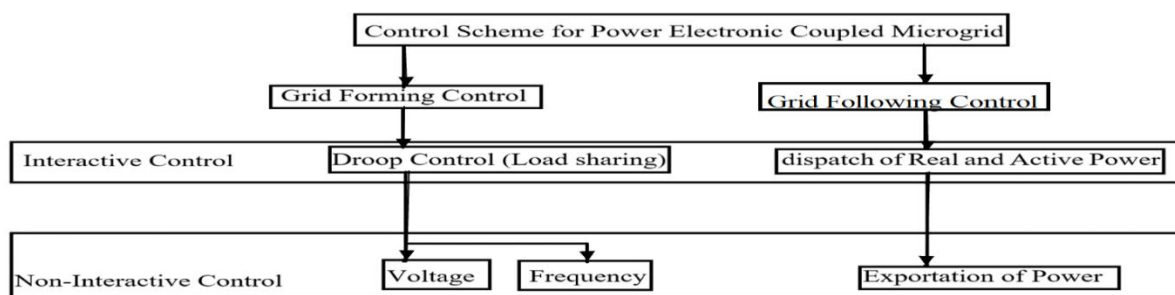 Control Scheme for Power Electronic Coupled Microgrid
Grid Forming Control
Grid Following Control
Interactive Control
Droop Control (Load sharing)
dispatch of Real and Active Power
Non-Interactive Control
Voltage
Frequency
Exportation of Power